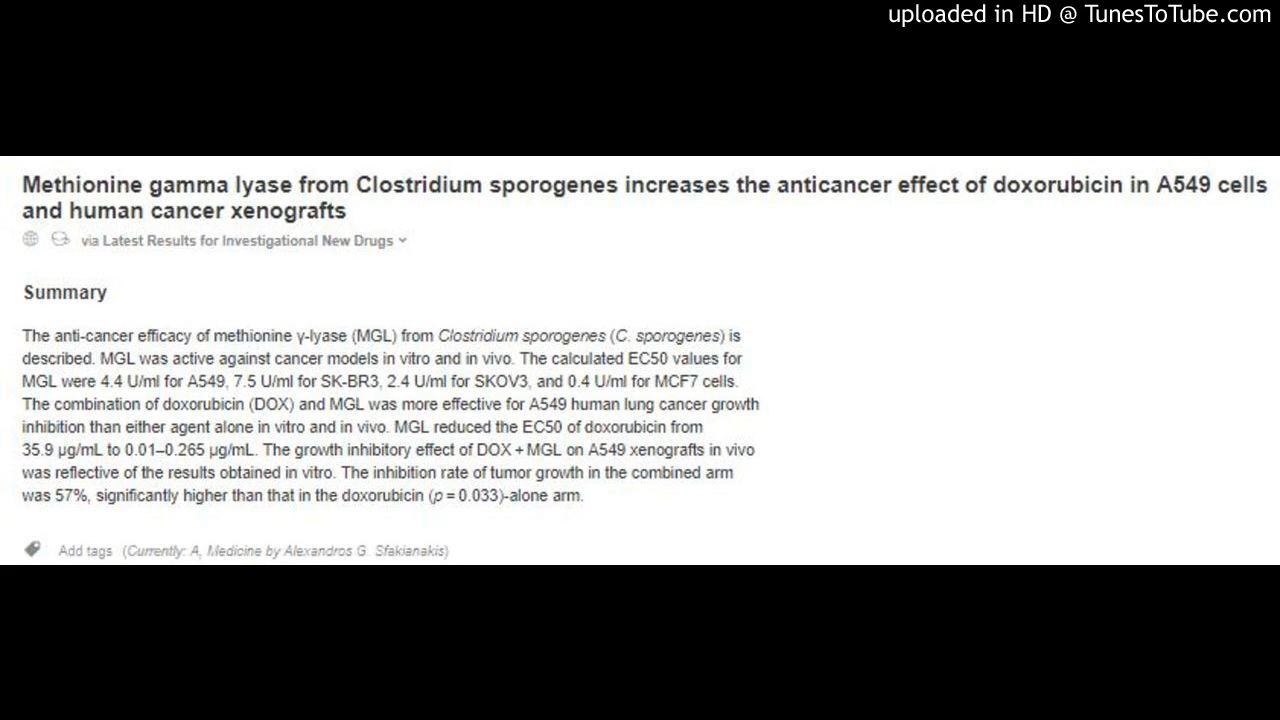 uploaded in HD @ TunesToTube.com
Methionine gamma lyase from Clostridium sporogenes increases the anticancer effect of doxorubicin in A549 cells
and human cancer xenografts
via Latest Results for Investigational New Drugs
Summary
The anti-cancer efficacy of methionine γ-lyase (MGL) from Clostridium sporogenes (C. sporogenes) is
described. MGL was active against cancer models in vitro and in vivo. The calculated EC50 values for
MGL were 4.4 U/ml for A549, 7.5 U/ml for SK-BR3, 2.4 U/ml for SKOV3, and 0.4 U/ml for MCF7 cells.
The combination of doxorubicin (DOX) and MGL was more effective for A549 human lung cancer growth
inhibition than either agent alone in vitro and in vivo. MGL reduced the EC50 of doxorubicin from
35.9 μg/mL to 0.01–0.265 μg/mL. The growth inhibitory effect of DOX + MGL on A549 xenografts in vivo
was reflective of the results obtained in vitro. The inhibition rate of tumor growth in the combined arm
was 57%, significantly higher than that in the doxorubicin (p = 0.033)-alone arm.
Add tags (Currently: A, Medicine by Alexandros G. Sfakianakis)